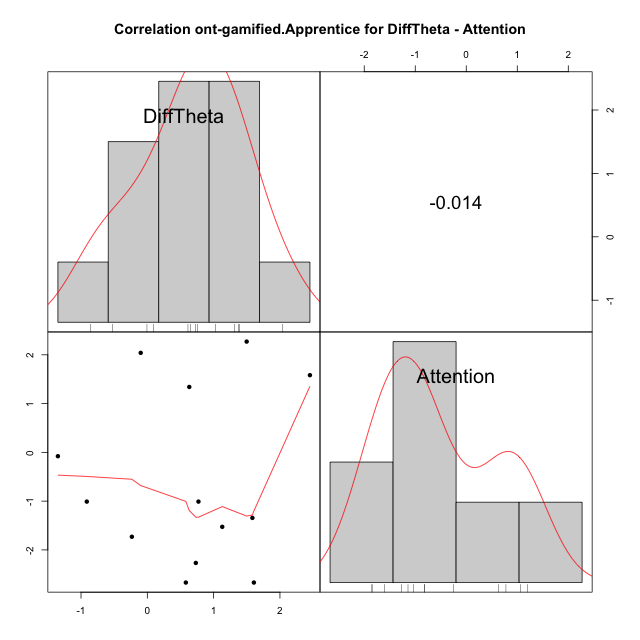 Correlation ont-gamified.Apprentice for DiffTheta - Attention
-2 -1 0 1 2
DiffTheta
-0.014
2
1
0
-1
Attention
2
1
0
-1
-2
-1 0 1 2